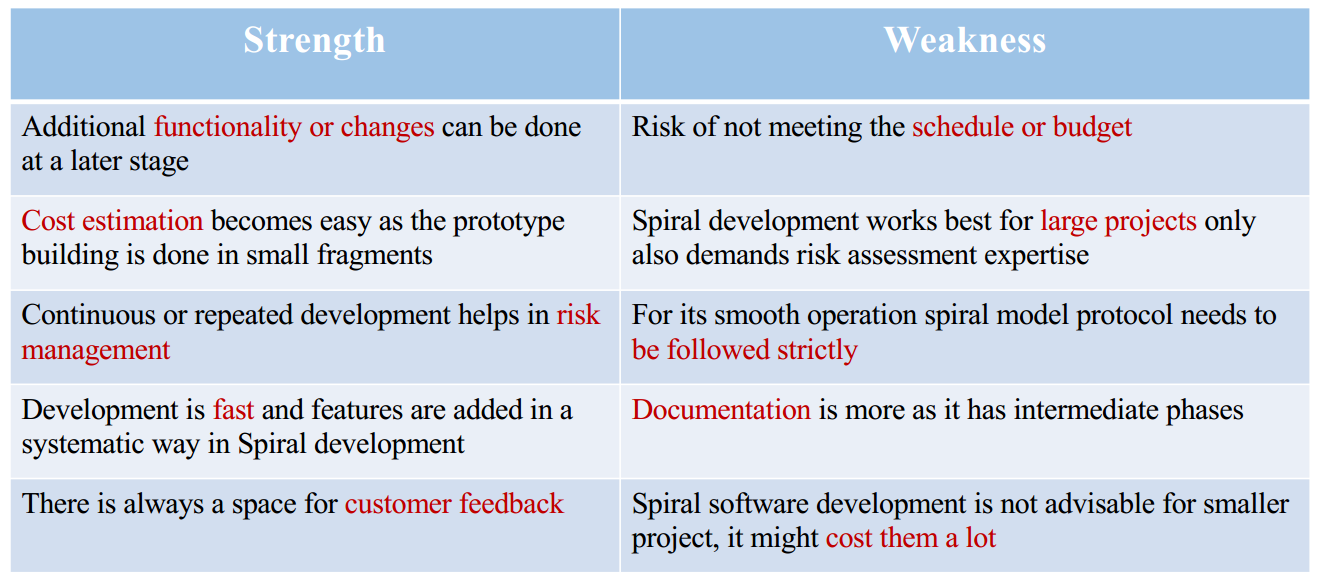 Strength
Weakness
Additional functionality or changes can be done
at a later stage
Risk of not meeting the schedule or budget
Cost estimation becomes easy as the prototype
building is done in small fragments
Spiral development works best for large projects only
also demands risk assessment expertise
Continuous or repeated development helps in risk
management
For its smooth operation spiral model protocol needs to
be followed strictly
Development is fast and features are added in a
systematic way in Spiral development
Documentation is more as it has intermediate phases
There is always a space for customer feedback
Spiral software development is not advisable for smaller
project, it might cost them a lot